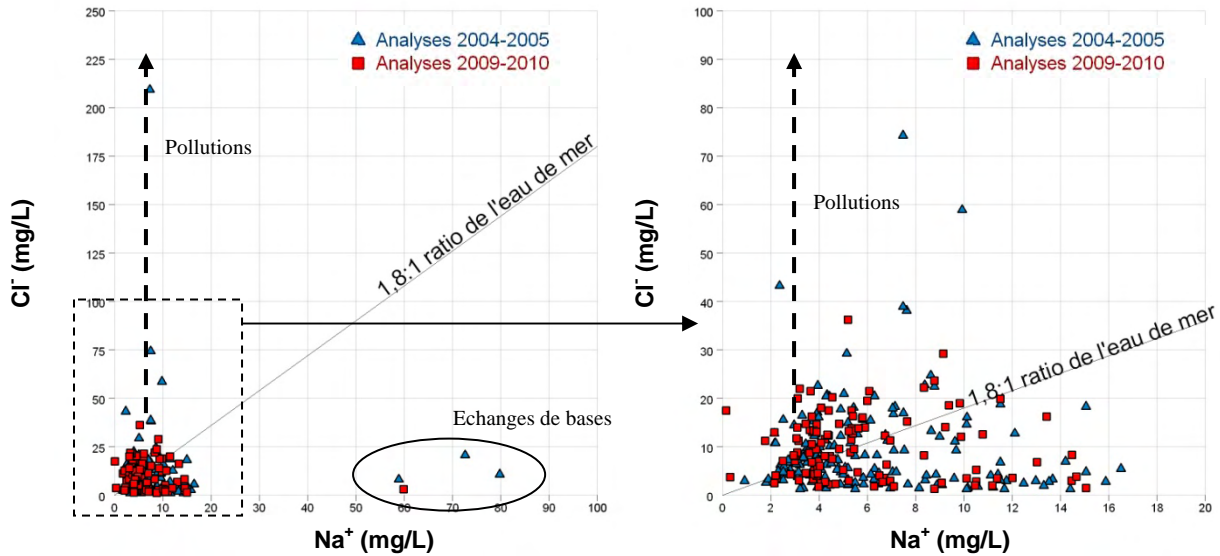 250
225
200
175
150
125
100
75
50
25
0
0 10 20 30 40 50 60 70 80 90 100
Cl⁻ (mg/L)
Na⁺ (mg/L)
Analyses 2004-2005
Analyses 2009-2010
Pollutions
1,8:1 ratio de l'eau de mer
Echanges de bases
100
90
80
70
60
50
40
30
20
10
0
0 2 4 6 8 10 12 14 16 18 20
Cl⁻ (mg/L)
Na⁺ (mg/L)
Analyses 2004-2005
Analyses 2009-2010
Pollutions
1,8:1 ratio de l'eau de mer